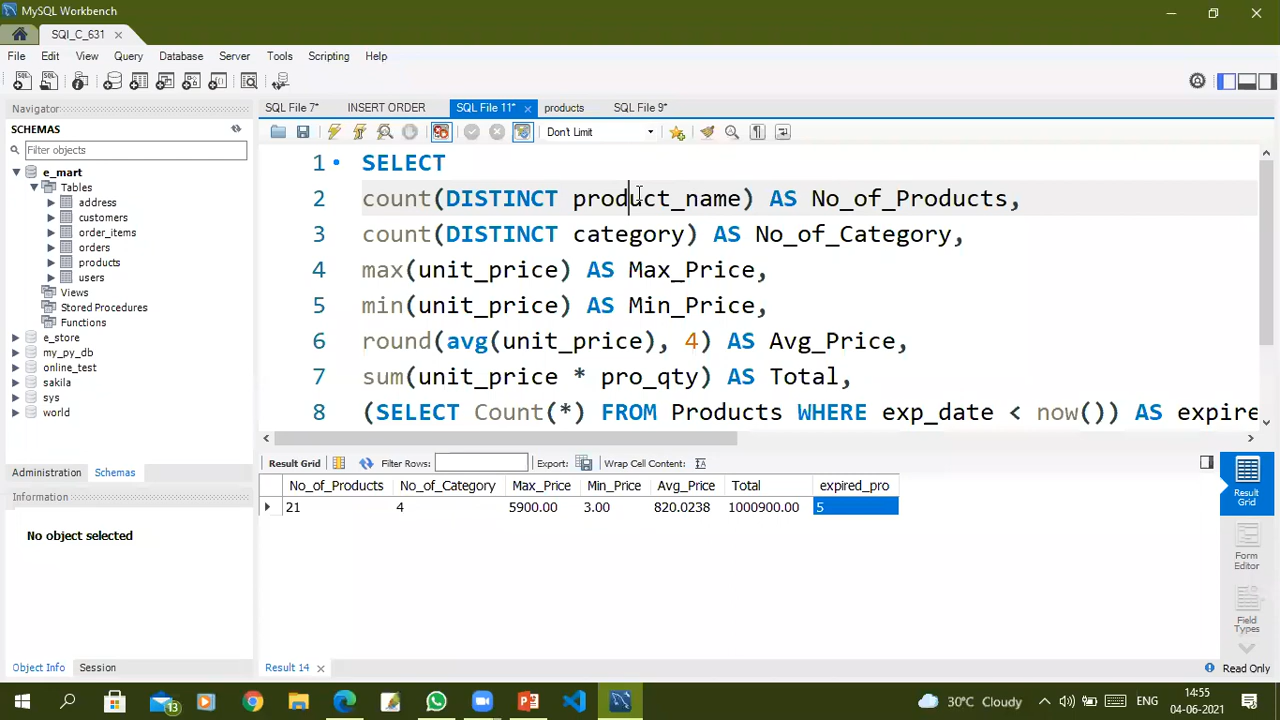 MySQL Workbench
SQl_C_631
File Edit View Query Database Server Tools Scripting Help
Navigator
SQL File 7* INSERT ORDER SQL File 11* products SQL File 9*
SCHEMAS
Don't Limit
Filter objects
e_mart
Tables
address
customers
order_items
orders
products
users
Views
Stored Procedures
Functions
e_store
my_py_db
online_test
sakila
sys
world
1 SELECT
2 count(DISTINCT product_name) AS No_of_Products,
3 count(DISTINCT category) AS No_of_Category,
4 max(unit_price) AS Max_Price,
5 min(unit_price) AS Min_Price,
6 round(avg(unit_price), 4) AS Avg_Price,
7 sum(unit_price * pro_qty) AS Total,
8 (SELECT Count(*) FROM Products WHERE exp_date < now()) AS expire
Administration Schemas
Information
No object selected
Object Info Session
Result Grid Filter Rows: Export: Wrap Cell Content:
No_of_Products No_of_Category Max_Price Min_Price Avg_Price Total expired_pro
21 4 5900.00 3.00 820.0238 1000900.00 5
Result Grid
Form Editor
Field Types
Result 14
Read Only
13
30°C Cloudy
ENG
14:55
04-06-2021